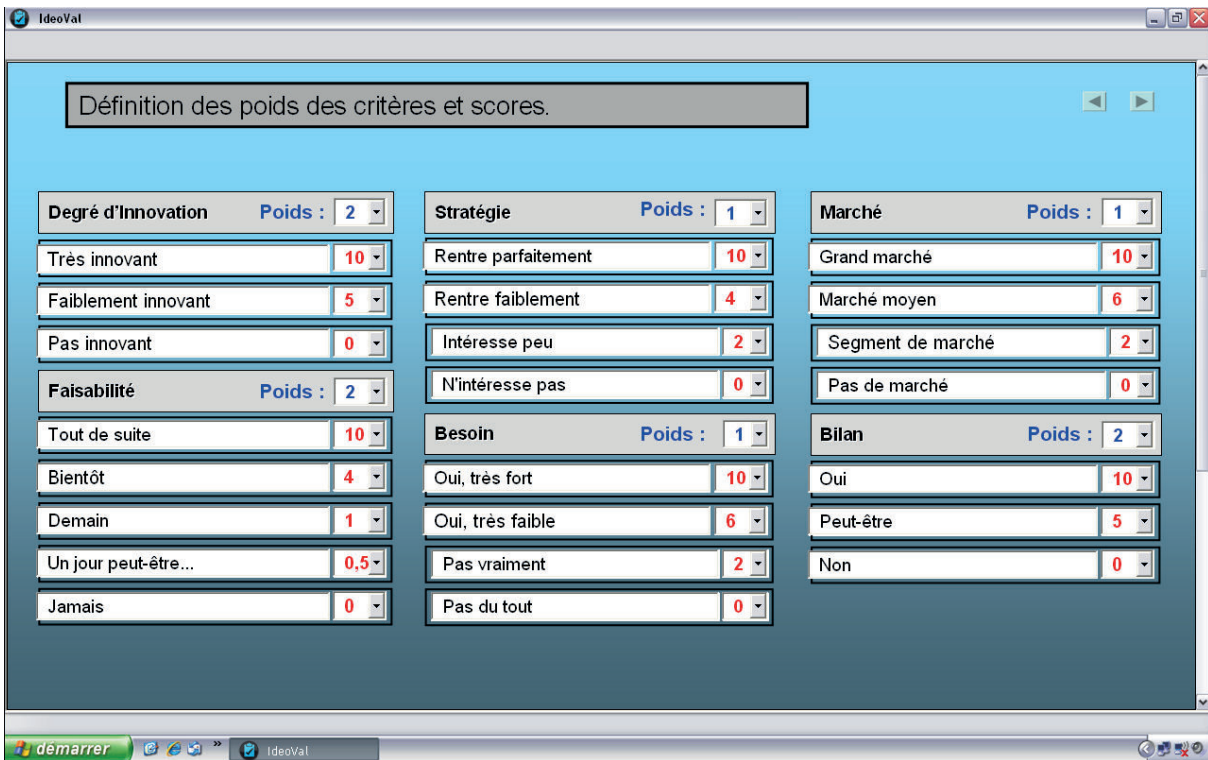 IdeoVal
Définition des poids des critères et scores.
Degré d'Innovation Poids : 2
Très innovant 10
Faiblement innovant 5
Pas innovant 0
Faisabilité Poids : 2
Tout de suite 10
Bientôt 4
Demain 1
Un jour peut-être... 0,5
Jamais 0
Stratégie Poids : 1
Rentre parfaitement 10
Rentre faiblement 4
Intéresse peu 2
N'intéresse pas 0
Besoin Poids : 1
Oui, très fort 10
Oui, très faible 6
Pas vraiment 2
Pas du tout 0
Marché Poids : 1
Grand marché 10
Marché moyen 6
Segment de marché 2
Pas de marché 0
Bilan Poids : 2
Oui 10
Peut-être 5
Non 0
démarrer » IdeoVal